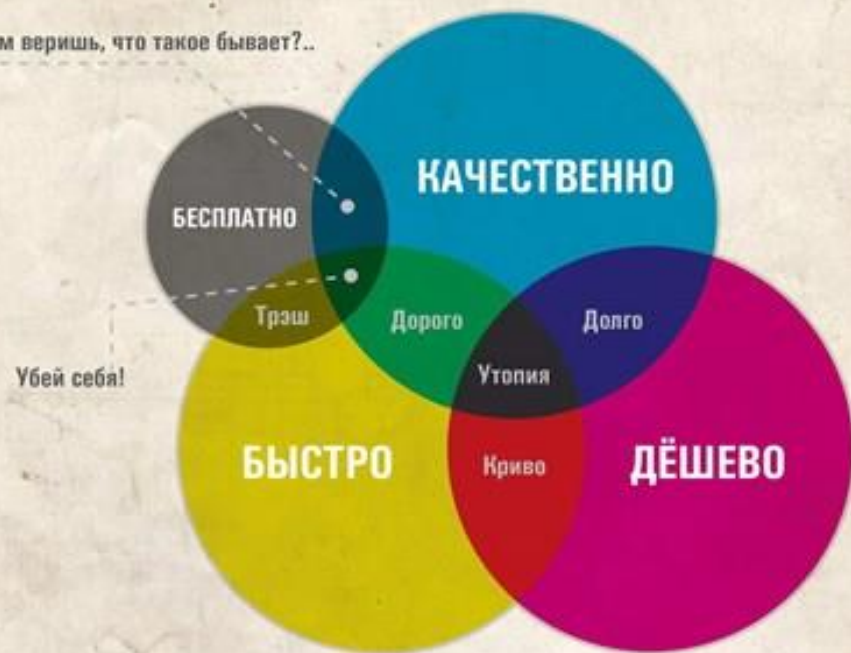 м веришь, что такое бывает?..
КАЧЕСТВЕННО
БЕСПЛАТНО
Трэш
Дорого
Долго
Утопия
Убей себя!
БЫСТРО
Криво
ДЁШЕВО